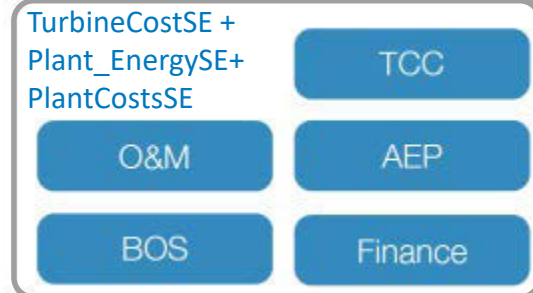 TurbineCostSE +
Plant_EnergySE+
PlantCostsSE
TCC
O&M
AEP
BOS
Finance